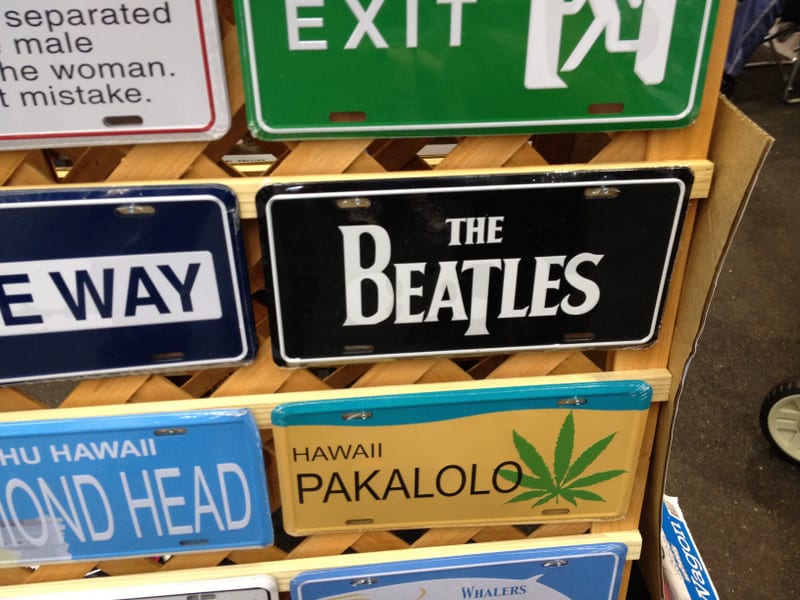 separated
male
he woman.
t mistake.
EXIT
E WAY
THE
BEATLES
HU HAWAII
OND HEAD
HAWAII
PAKALOLO
WHALERS
Wagon